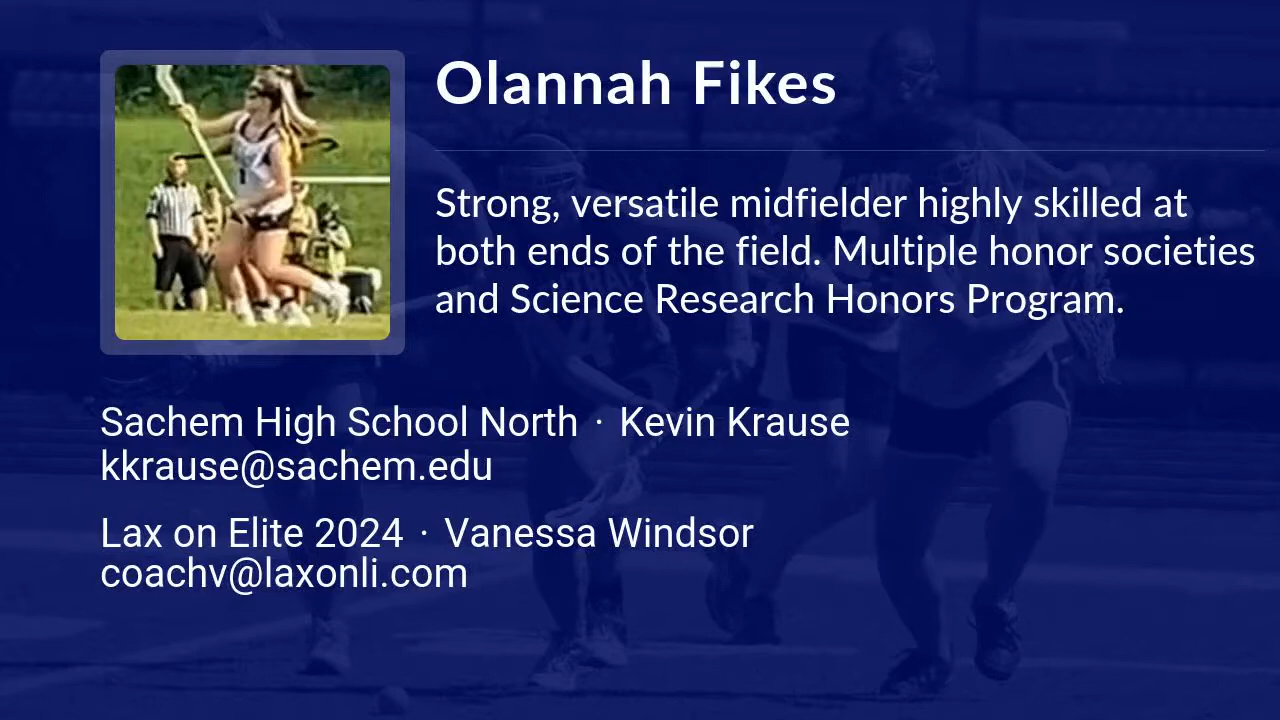 Olannah Fikes
Strong, versatile midfielder highly skilled at
both ends of the field. Multiple honor societies
and Science Research Honors Program.
Sachem High School North · Kevin Krause
kkrause@sachem.edu
Lax on Elite 2024 · Vanessa Windsor
coachv@laxonli.com